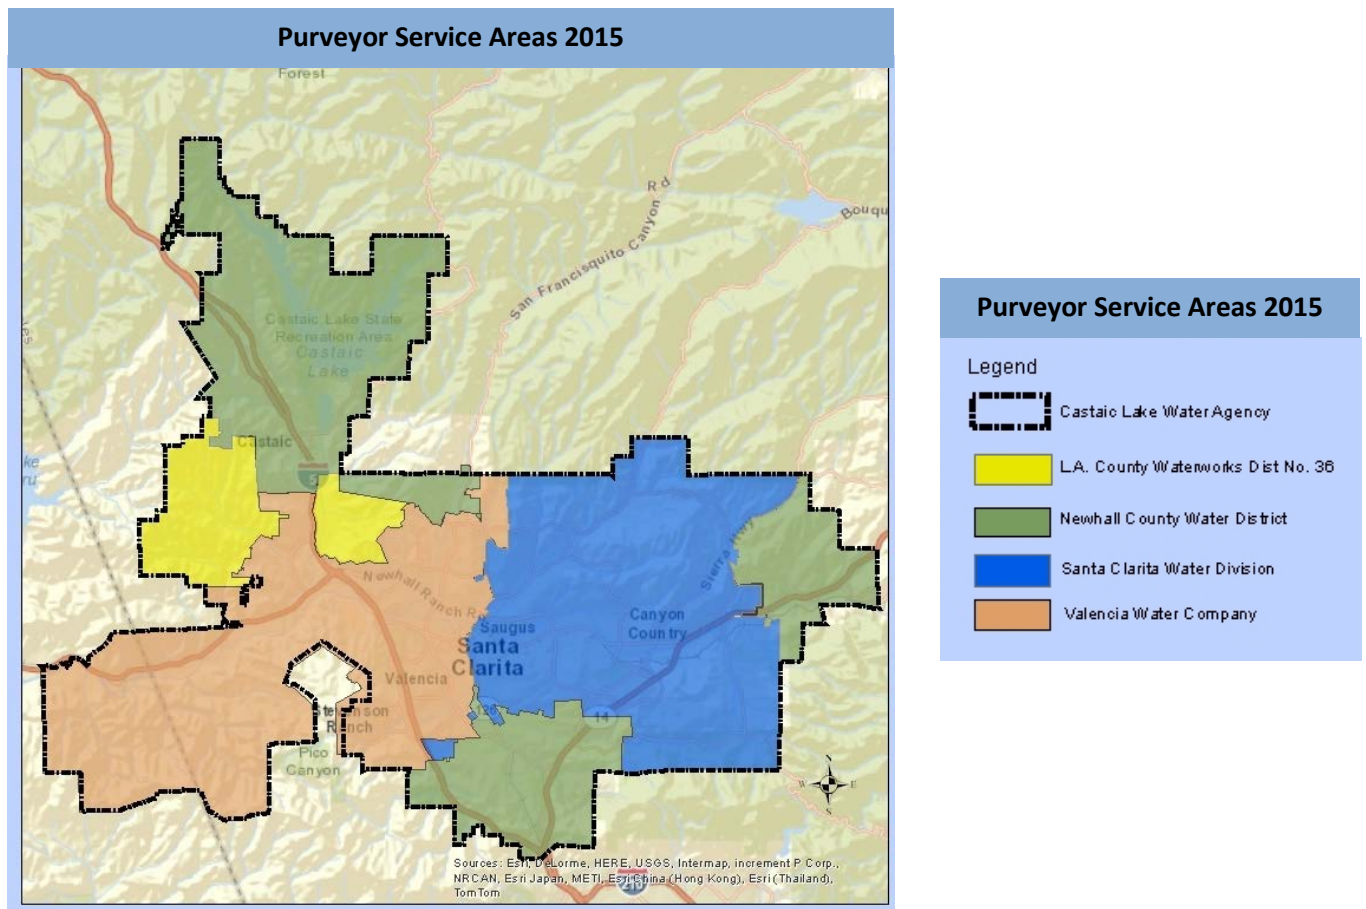 Purveyor Service Areas 2015
Forest
Rd
San Francisquito Canyon
Bouqu
Castaic Lake State
Recreation Area
Castaic
Lake
Castaic
5
ke
ru
Sierra Hwy
Newhall Ranch Rd
Saugus
Santa
Clarita
Canyon
Country
Valencia
126
14
Stevenson
Ranch
Pico
Canyon
N
W E
S
Sources: Esri, DeLorme, HERE, USGS, Intermap, increment P Corp.,
NRCAN, Esri Japan, METI, Esri China (Hong Kong), Esri (Thailand),
TomTom
210
Purveyor Service Areas 2015
Legend
Castaic Lake Water Agency
L.A. County Waterworks Dist No. 36
Newhall County Water District
Santa Clarita Water Division
Valencia Water Company